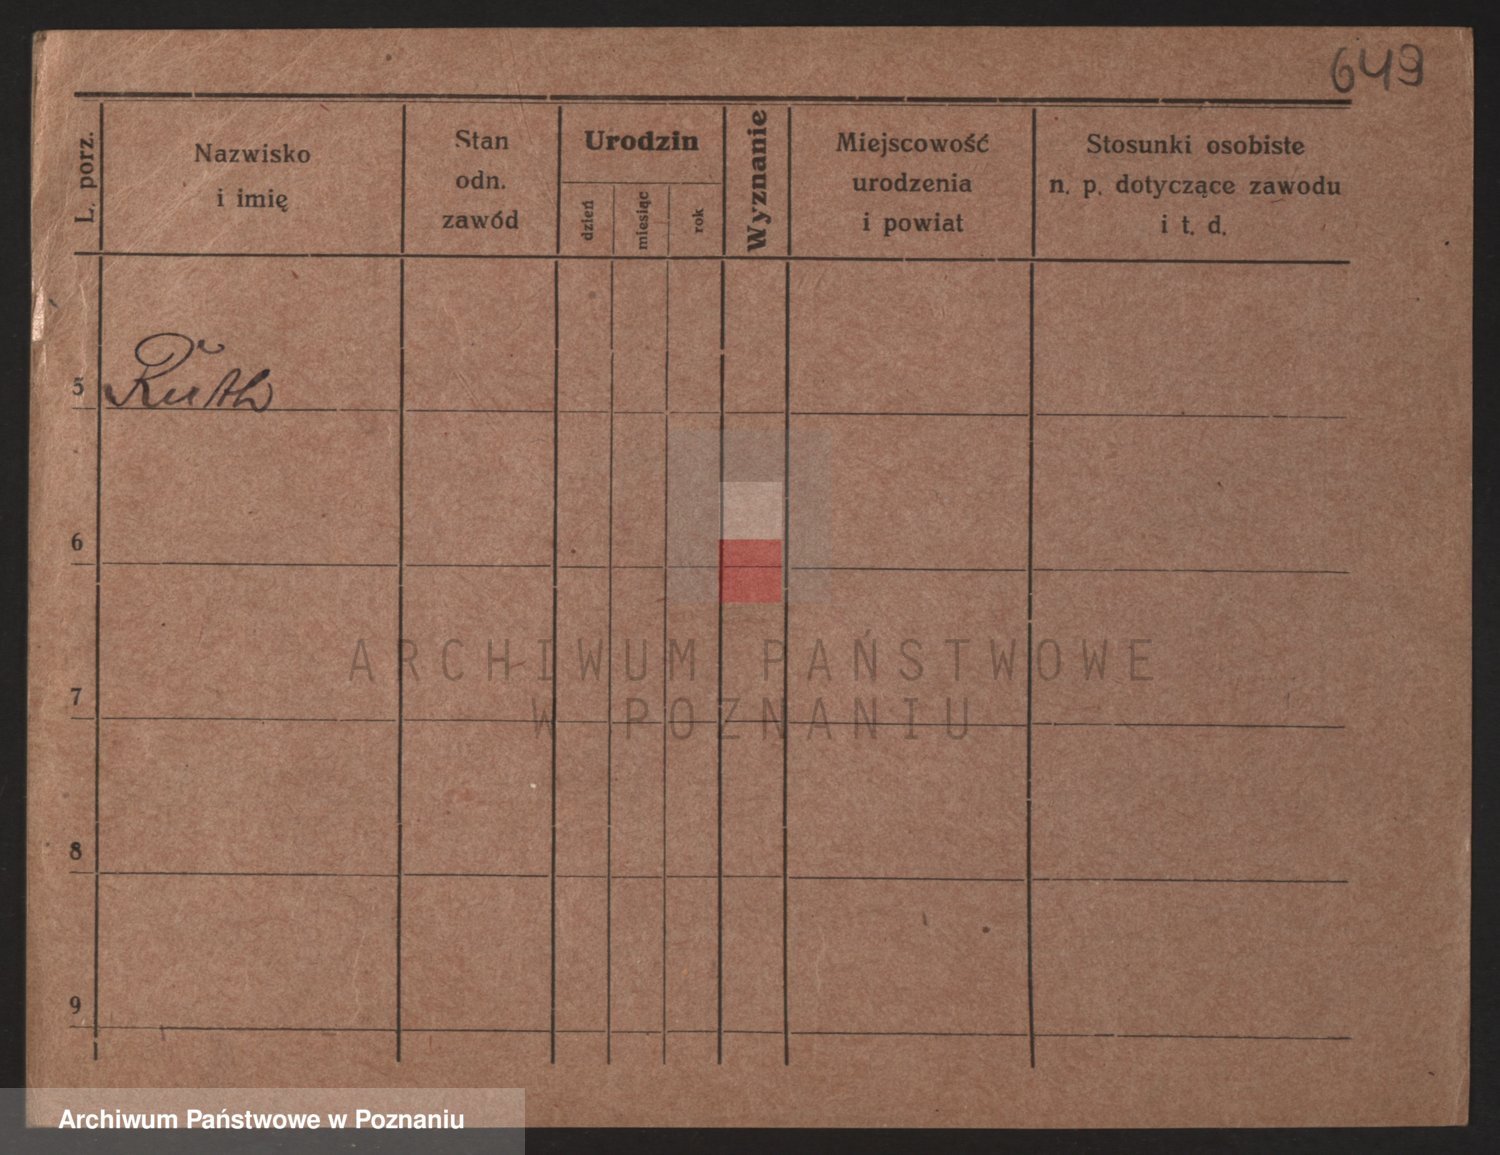 649
L. porz.
Nazwisko
i imię
Stan
odn.
zawód
Urodzin
dzień
miesiąc
rok
Wyznanie
Miejscowość
urodzenia
i powiat
Stosunki osobiste
n. p. dotyczące zawodu
i t. d.
5 Ruth
6
7
8
9
ARCHIWUM PAŃSTWOWE
W POZNANIU
Archiwum Państwowe w Poznaniu